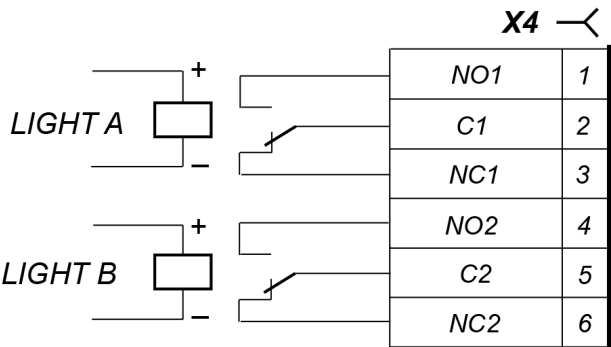 X4
+
NO1 1
LIGHT A
C1 2
–
NC1 3
+
NO2 4
LIGHT B
C2 5
–
NC2 6